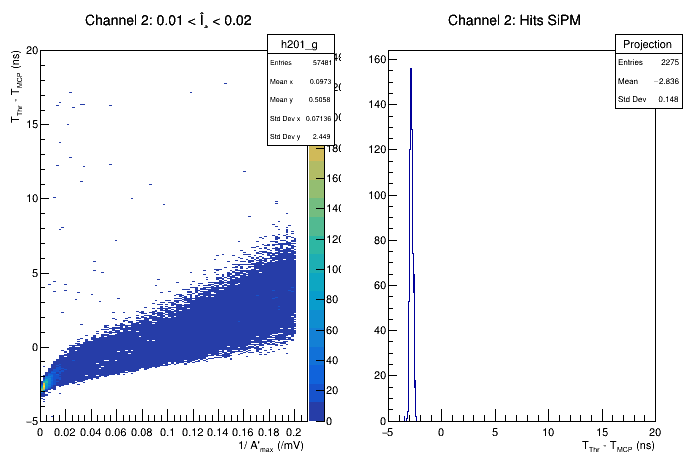 Channel 2: 0.01 < Î¸ < 0.02
h201_g
Entries 57481
Mean x 0.0973
Mean y 0.5058
Std Dev x 0.07136
Std Dev y 2.449
T_Thr - T_MCP (ns)
20
15
10
5
0
−5
0 0.02 0.04 0.06 0.08 0.1 0.12 0.14 0.16 0.18 0.2
1/ A'_max (/mV)
180
160
140
120
100
80
60
40
20
0
Channel 2: Hits SiPM
Projection
Entries 2275
Mean −2.836
Std Dev 0.148
160
140
120
100
80
60
40
20
0
−5 0 5 10 15 20
T_Thr - T_MCP (ns)